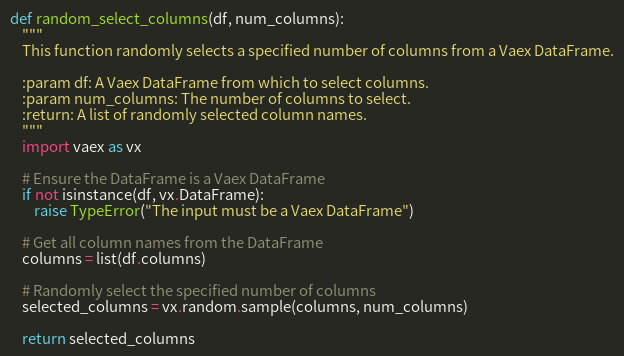 def random_select_columns(df, num_columns):
    """
    This function randomly selects a specified number of columns from a Vaex DataFrame.

    :param df: A Vaex DataFrame from which to select columns.
    :param num_columns: The number of columns to select.
    :return: A list of randomly selected column names.
    """
    import vaex as vx

    # Ensure the DataFrame is a Vaex DataFrame
    if not isinstance(df, vx.DataFrame):
        raise TypeError("The input must be a Vaex DataFrame")

    # Get all column names from the DataFrame
    columns = list(df.columns)

    # Randomly select the specified number of columns
    selected_columns = vx.random.sample(columns, num_columns)

    return selected_columns